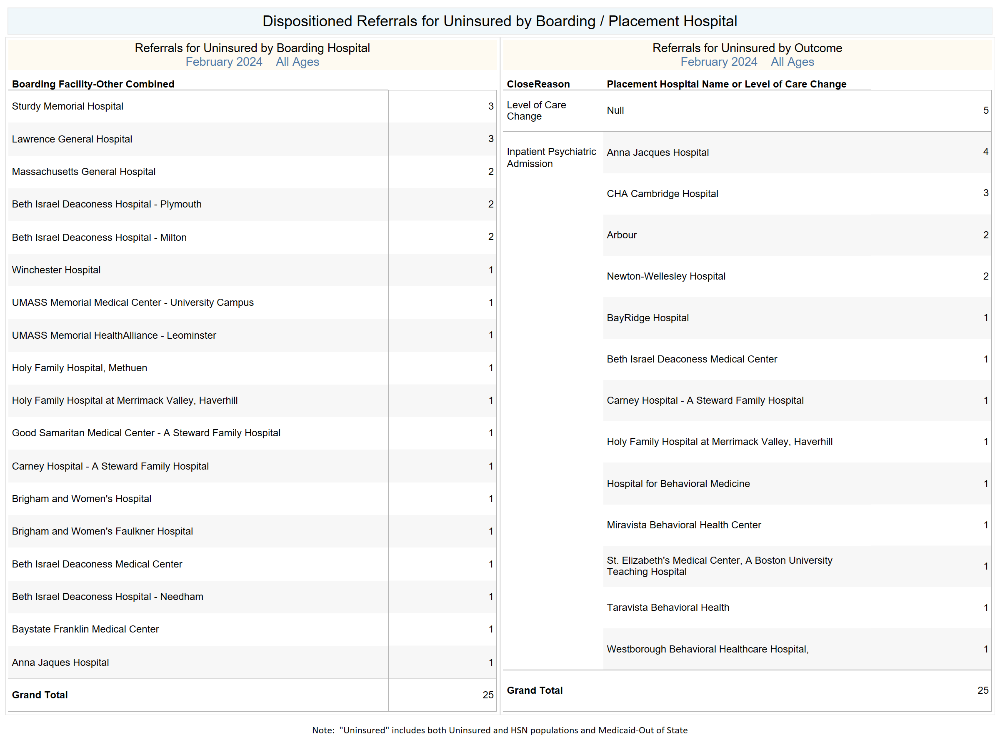 Dispositioned Referrals for Uninsured by Boarding / Placement Hospital
Referrals for Uninsured by Boarding Hospital
February 2024 All Ages
Boarding Facility-Other Combined
Sturdy Memorial Hospital 3
Lawrence General Hospital 3
Massachusetts General Hospital 2
Beth Israel Deaconess Hospital - Plymouth 2
Beth Israel Deaconess Hospital - Milton 2
Winchester Hospital 1
UMASS Memorial Medical Center - University Campus 1
UMASS Memorial HealthAlliance - Leominster 1
Holy Family Hospital, Methuen 1
Holy Family Hospital at Merrimack Valley, Haverhill 1
Good Samaritan Medical Center - A Steward Family Hospital 1
Carney Hospital - A Steward Family Hospital 1
Brigham and Women's Hospital 1
Brigham and Women's Faulkner Hospital 1
Beth Israel Deaconess Medical Center 1
Beth Israel Deaconess Hospital - Needham 1
Baystate Franklin Medical Center 1
Anna Jaques Hospital 1
Grand Total 25
Referrals for Uninsured by Outcome
February 2024 All Ages
CloseReason Placement Hospital Name or Level of Care Change
Level of Care
Change
Null 5
Inpatient Psychiatric
Admission
Anna Jacques Hospital 4
CHA Cambridge Hospital 3
Arbour 2
Newton-Wellesley Hospital 2
BayRidge Hospital 1
Beth Israel Deaconess Medical Center 1
Carney Hospital - A Steward Family Hospital 1
Holy Family Hospital at Merrimack Valley, Haverhill 1
Hospital for Behavioral Medicine 1
Miravista Behavioral Health Center 1
St. Elizabeth's Medical Center, A Boston University
Teaching Hospital 1
Taravista Behavioral Health 1
Westborough Behavioral Healthcare Hospital, 1
Grand Total 25
Note: "Uninsured" includes both Uninsured and HSN populations and Medicaid-Out of State